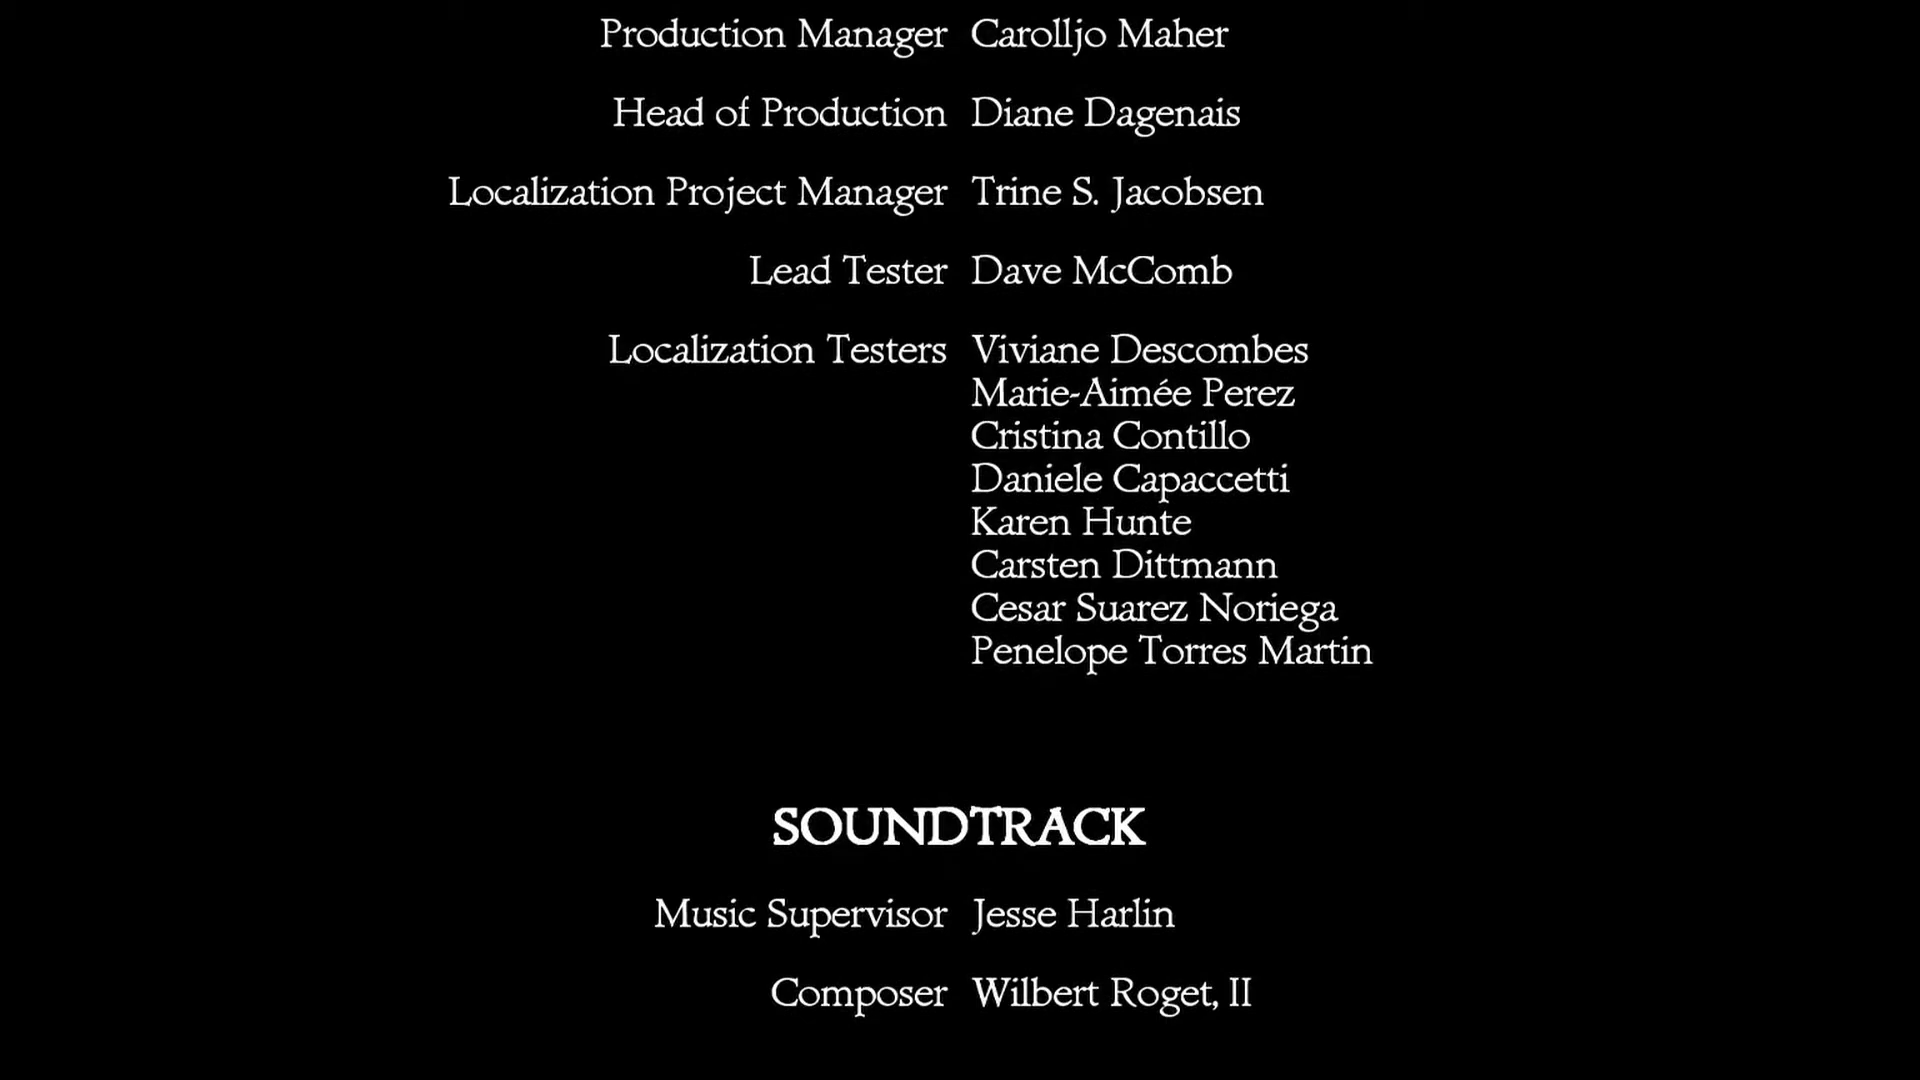 Production Manager Carolljo Maher
Head of Production Diane Dagenais
Localization Project Manager Trine S. Jacobsen
Lead Tester Dave McComb
Localization Testers Viviane Descombes
Marie-Aimée Perez
Cristina Contillo
Daniele Capaccetti
Karen Hunte
Carsten Dittmann
Cesar Suarez Noriega
Penelope Torres Martin
SOUNDTRACK
Music Supervisor Jesse Harlin
Composer Wilbert Roget, II